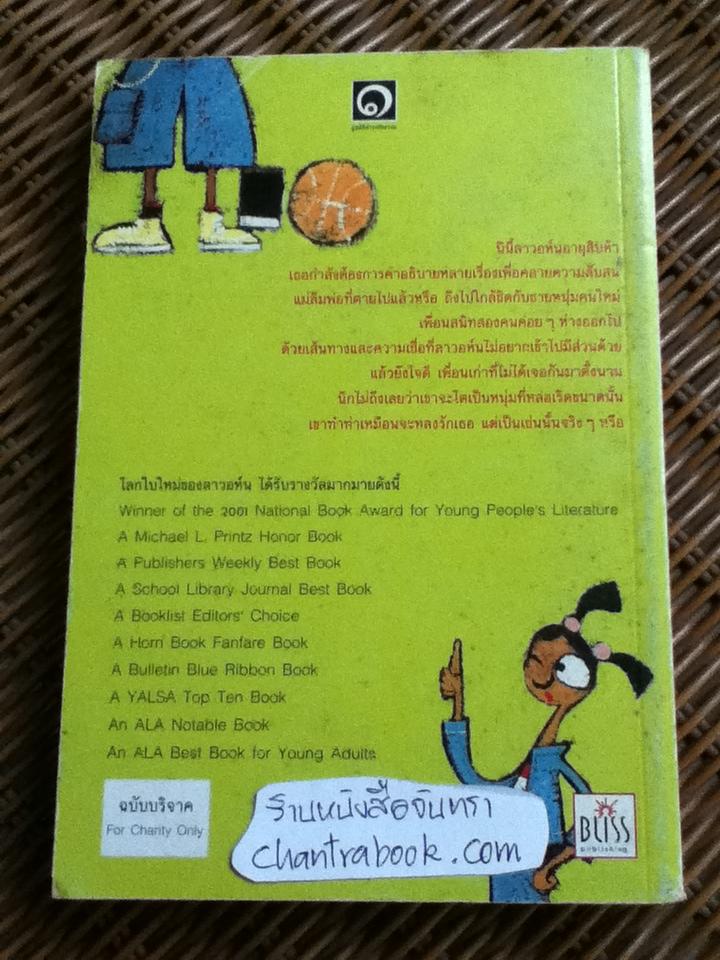 ปีนี้ลาวอห์นอายุสิบห้า
เธอกำลังต้องการคำอธิบายหลายเรื่องเพื่อคลายความสับสน
แม่ลืมพ่อที่ตายไปแล้วหรือ ถึงไปใกล้ชิดกับชายหนุ่มคนใหม่
เพื่อนสนิทสองคนค่อย ๆ ห่างออกไป
ด้วยเส้นทางและความเชื่อที่ลาวอห์นไม่อยากเข้าไปมีส่วนด้วย
แล้วยังโจดี เพื่อนเก่าที่ไม่ได้เจอกันมาตั้งนาน
นึกไม่ถึงเลยว่าเขาจะโตเป็นหนุ่มที่หล่อเริดขนาดนั้น
เขาทำท่าเหมือนจะหลงรักเธอ แต่เป็นเช่นนั้นจริง ๆ หรือ
โลกใบใหม่ของลาวอห์น ได้รับรางวัลมากมายดังนี้
Winner of the 2001 National Book Award for Young People's Literature
A Michael L. Printz Honor Book
A Publishers Weekly Best Book
A School Library Journal Best Book
A Booklist Editors' Choice
A Horn Book Fanfare Book
A Bulletin Blue Ribbon Book
A YALSA Top Ten Book
An ALA Notable Book
An ALA Best Book for Young Adults
ฉบับบริจาค
For Charity Only
ร้านหนังสือจันทรา
chantrabook.com
BLISS
publishing